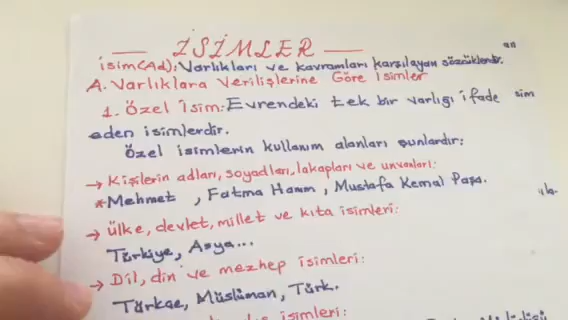 — İSİMLER —
isim(Ad): Varlıkları ve kavramları karşılayan sözcüklerdir.
A. Varlıklara Verilişlerine Göre İsimler
1. Özel İsim: Evrendeki tek bir varlığı ifade
eden isimlerdir.
Özel isimlerin kullanım alanları şunlardır:
→ Kişilerin adları, soyadları, lakapları ve unvanları:
*Mehmet, Fatma Hanım, Mustafa Kemal Paşa.
→ ülke, devlet, millet ve kıta isimleri:
Türkiye, Asya...
→ Dil, din ve mezhep isimleri:
Türkçe, Müslüman, Türk.
isimleri: